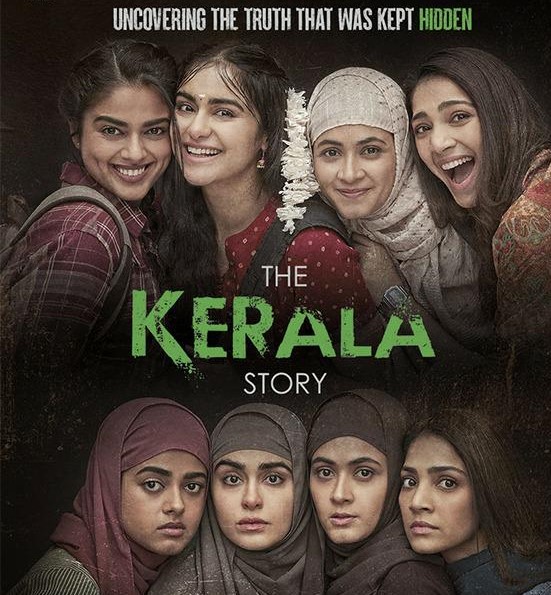 UNCOVERING THE TRUTH THAT WAS KEPT HIDDEN
THE
KERALA
STORY